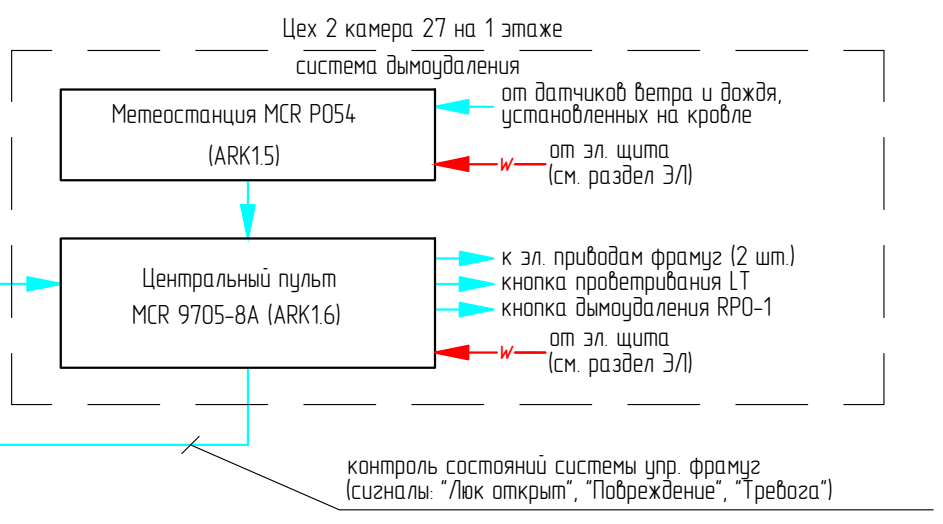 Цех 2 камера 27 на 1 этаже
система дымоудаления
Метеостанция MCR P054
(ARK1.5)
от датчиков ветра и дождя,
установленных на кровле
W
от эл. щита
(см. раздел ЭЛ)
Центральный пульт
MCR 9705-8A (ARK1.6)
к эл. приводам фрамуг (2 шт.)
кнопка проветривания LT
кнопка дымоудаления RPO-1
W
от эл. щита
(см. раздел ЭЛ)
контроль состояний системы упр. фрамуг
(сигналы: "Люк открыт", "Повреждение", "Тревога")